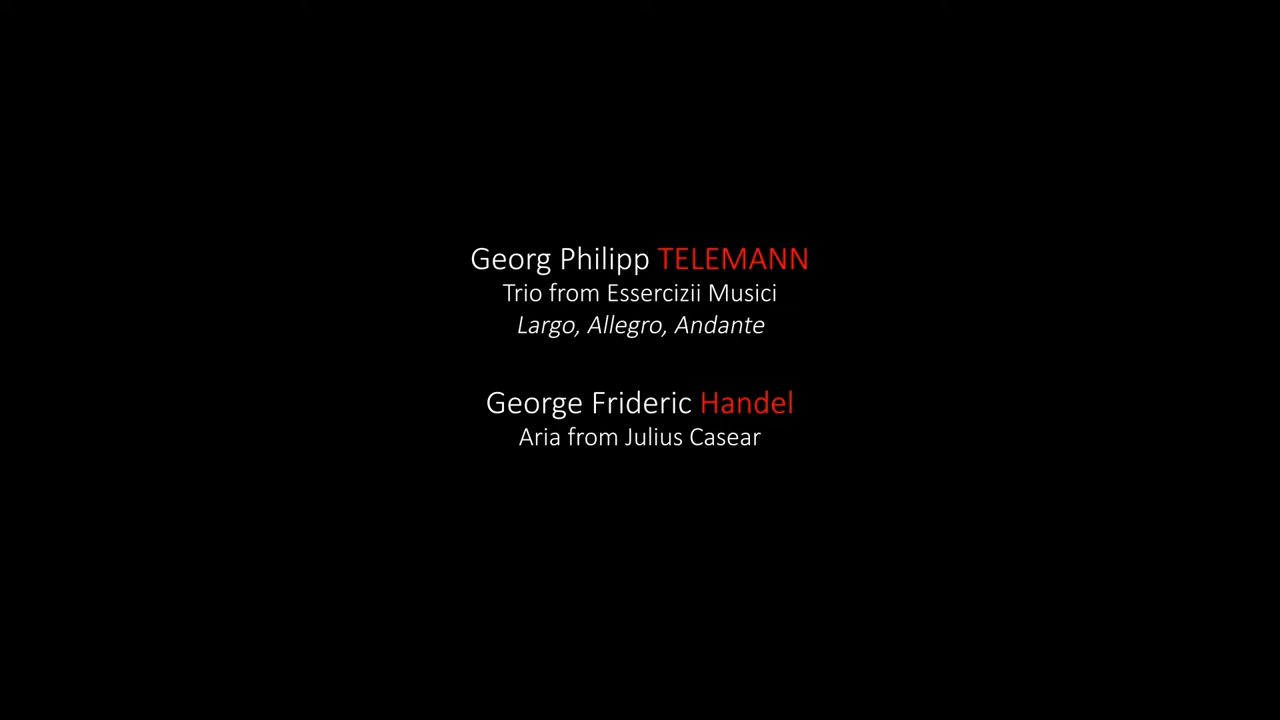 Georg Philipp TELEMANN
Trio from Essercizii Musici
Largo, Allegro, Andante
George Frideric Handel
Aria from Julius Casear